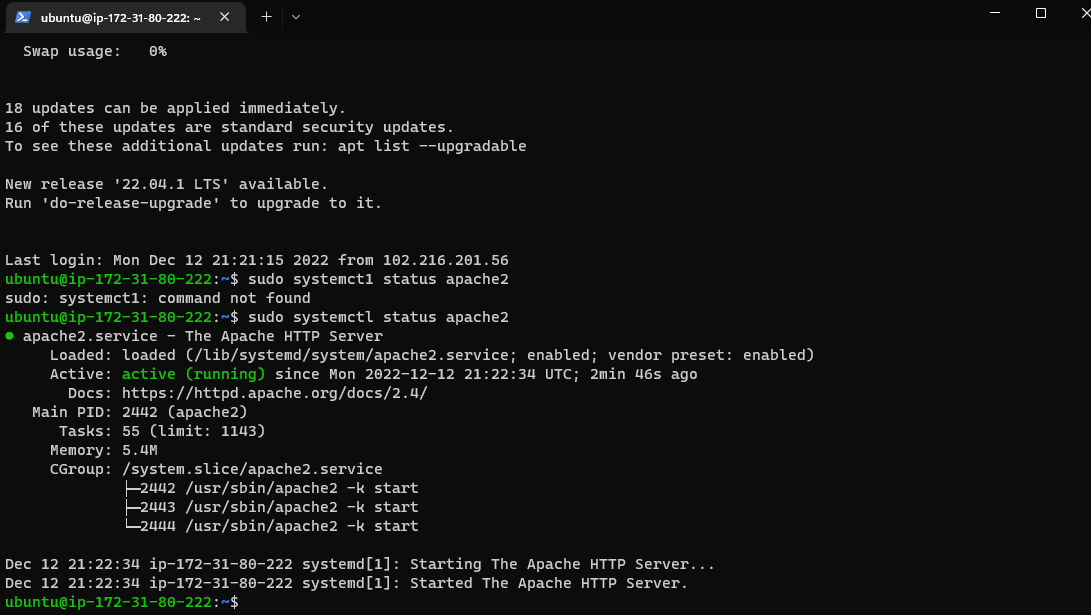 ubuntu@ip-172-31-80-222: ~
Swap usage:   0%
18 updates can be applied immediately.
16 of these updates are standard security updates.
To see these additional updates run: apt list --upgradable
New release '22.04.1 LTS' available.
Run 'do-release-upgrade' to upgrade to it.
Last login: Mon Dec 12 21:21:15 2022 from 102.216.201.56
ubuntu@ip-172-31-80-222:~$ sudo systemct1 status apache2
sudo: systemct1: command not found
ubuntu@ip-172-31-80-222:~$ sudo systemctl status apache2
● apache2.service - The Apache HTTP Server
Loaded: loaded (/lib/systemd/system/apache2.service; enabled; vendor preset: enabled)
Active: active (running) since Mon 2022-12-12 21:22:34 UTC; 2min 46s ago
Docs: https://httpd.apache.org/docs/2.4/
Main PID: 2442 (apache2)
Tasks: 55 (limit: 1143)
Memory: 5.4M
CGroup: /system.slice/apache2.service
├─2442 /usr/sbin/apache2 -k start
├─2443 /usr/sbin/apache2 -k start
└─2444 /usr/sbin/apache2 -k start
Dec 12 21:22:34 ip-172-31-80-222 systemd[1]: Starting The Apache HTTP Server...
Dec 12 21:22:34 ip-172-31-80-222 systemd[1]: Started The Apache HTTP Server.
ubuntu@ip-172-31-80-222:~$